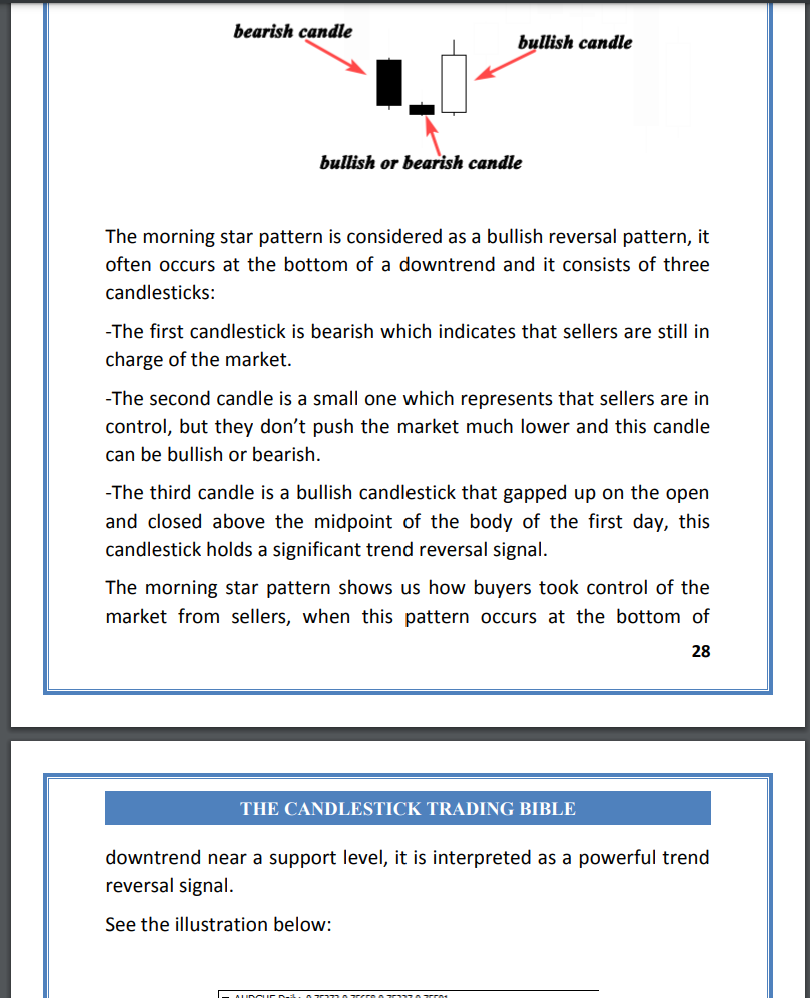 bearish candle
bullish candle
bullish or bearish candle
The morning star pattern is considered as a bullish reversal pattern, it
often occurs at the bottom of a downtrend and it consists of three
candlesticks:
-The first candlestick is bearish which indicates that sellers are still in
charge of the market.
-The second candle is a small one which represents that sellers are in
control, but they don’t push the market much lower and this candle
can be bullish or bearish.
-The third candle is a bullish candlestick that gapped up on the open
and closed above the midpoint of the body of the first day, this
candlestick holds a significant trend reversal signal.
The morning star pattern shows us how buyers took control of the
market from sellers, when this pattern occurs at the bottom of
28
THE CANDLESTICK TRADING BIBLE
downtrend near a support level, it is interpreted as a powerful trend
reversal signal.
See the illustration below: